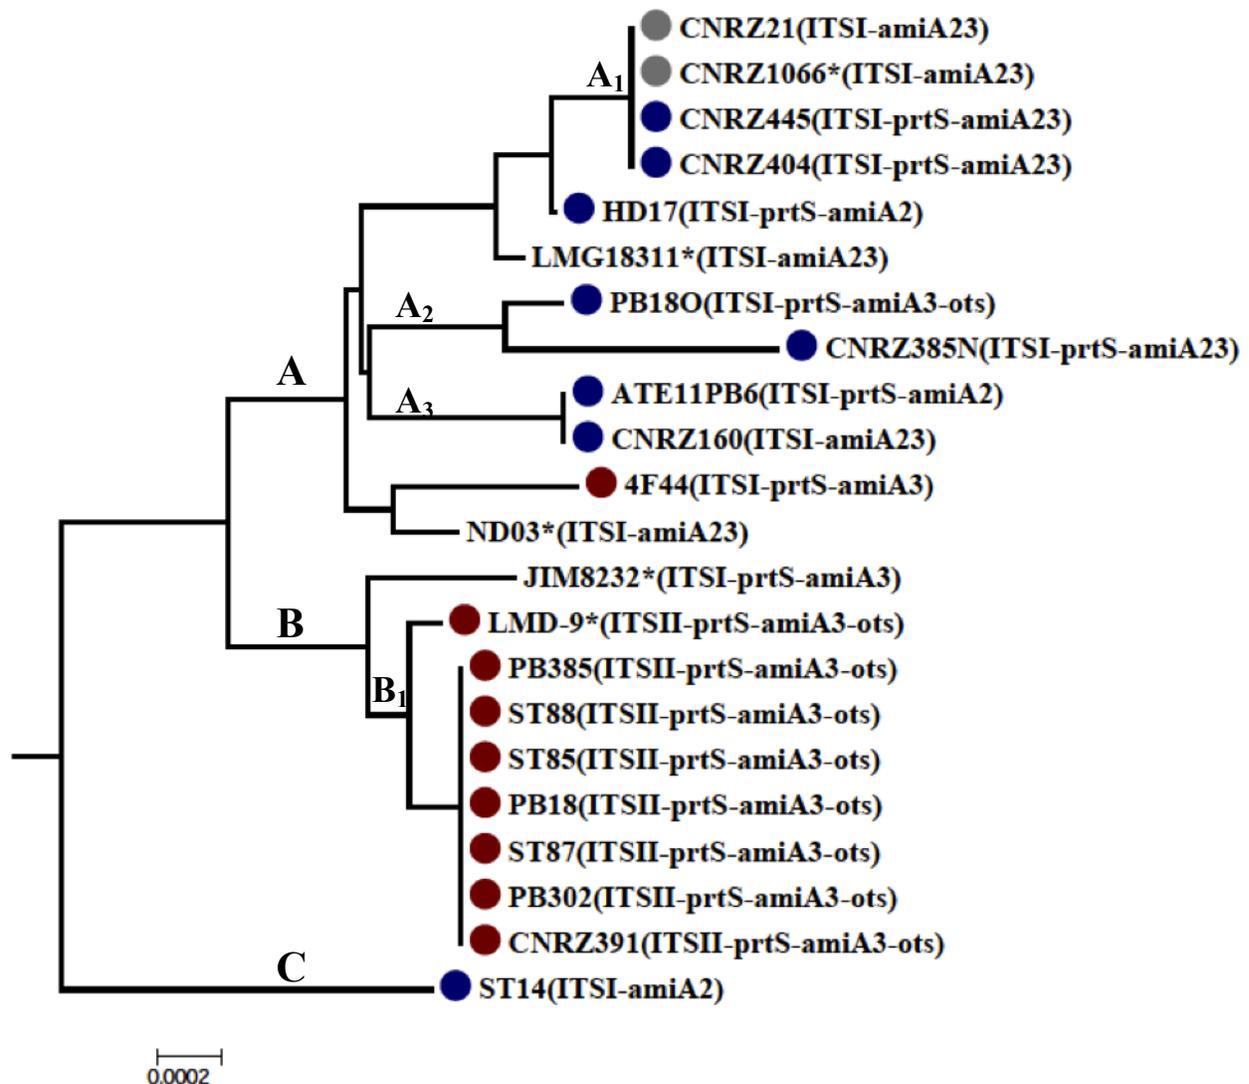 CNRZ21(ITSI-amiA23)
A1
CNRZ1066*(ITSI-amiA23)
CNRZ445(ITSI-prtS-amiA23)
CNRZ404(ITSI-prtS-amiA23)
HD17(ITSI-prtS-amiA2)
LMG18311*(ITSI-amiA23)
A2
PB18O(ITSI-prtS-amiA3-ots)
CNRZ385N(ITSI-prtS-amiA23)
A
ATE11PB6(ITSI-prtS-amiA2)
A3
CNRZ160(ITSI-amiA23)
4F44(ITSI-prtS-amiA3)
ND03*(ITSI-amiA23)
JIM8232*(ITSI-prtS-amiA3)
B
LMD-9*(ITSII-prtS-amiA3-ots)
PB385(ITSII-prtS-amiA3-ots)
B1
ST88(ITSII-prtS-amiA3-ots)
ST85(ITSII-prtS-amiA3-ots)
PB18(ITSII-prtS-amiA3-ots)
ST87(ITSII-prtS-amiA3-ots)
PB302(ITSII-prtS-amiA3-ots)
CNRZ391(ITSII-prtS-amiA3-ots)
C
ST14(ITSI-amiA2)
0.0002